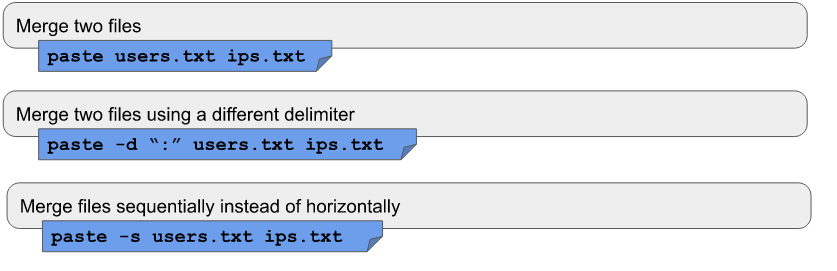 Merge two files
paste users.txt ips.txt
Merge two files using a different delimiter
paste -d “:” users.txt ips.txt
Merge files sequentially instead of horizontally
paste -s users.txt ips.txt